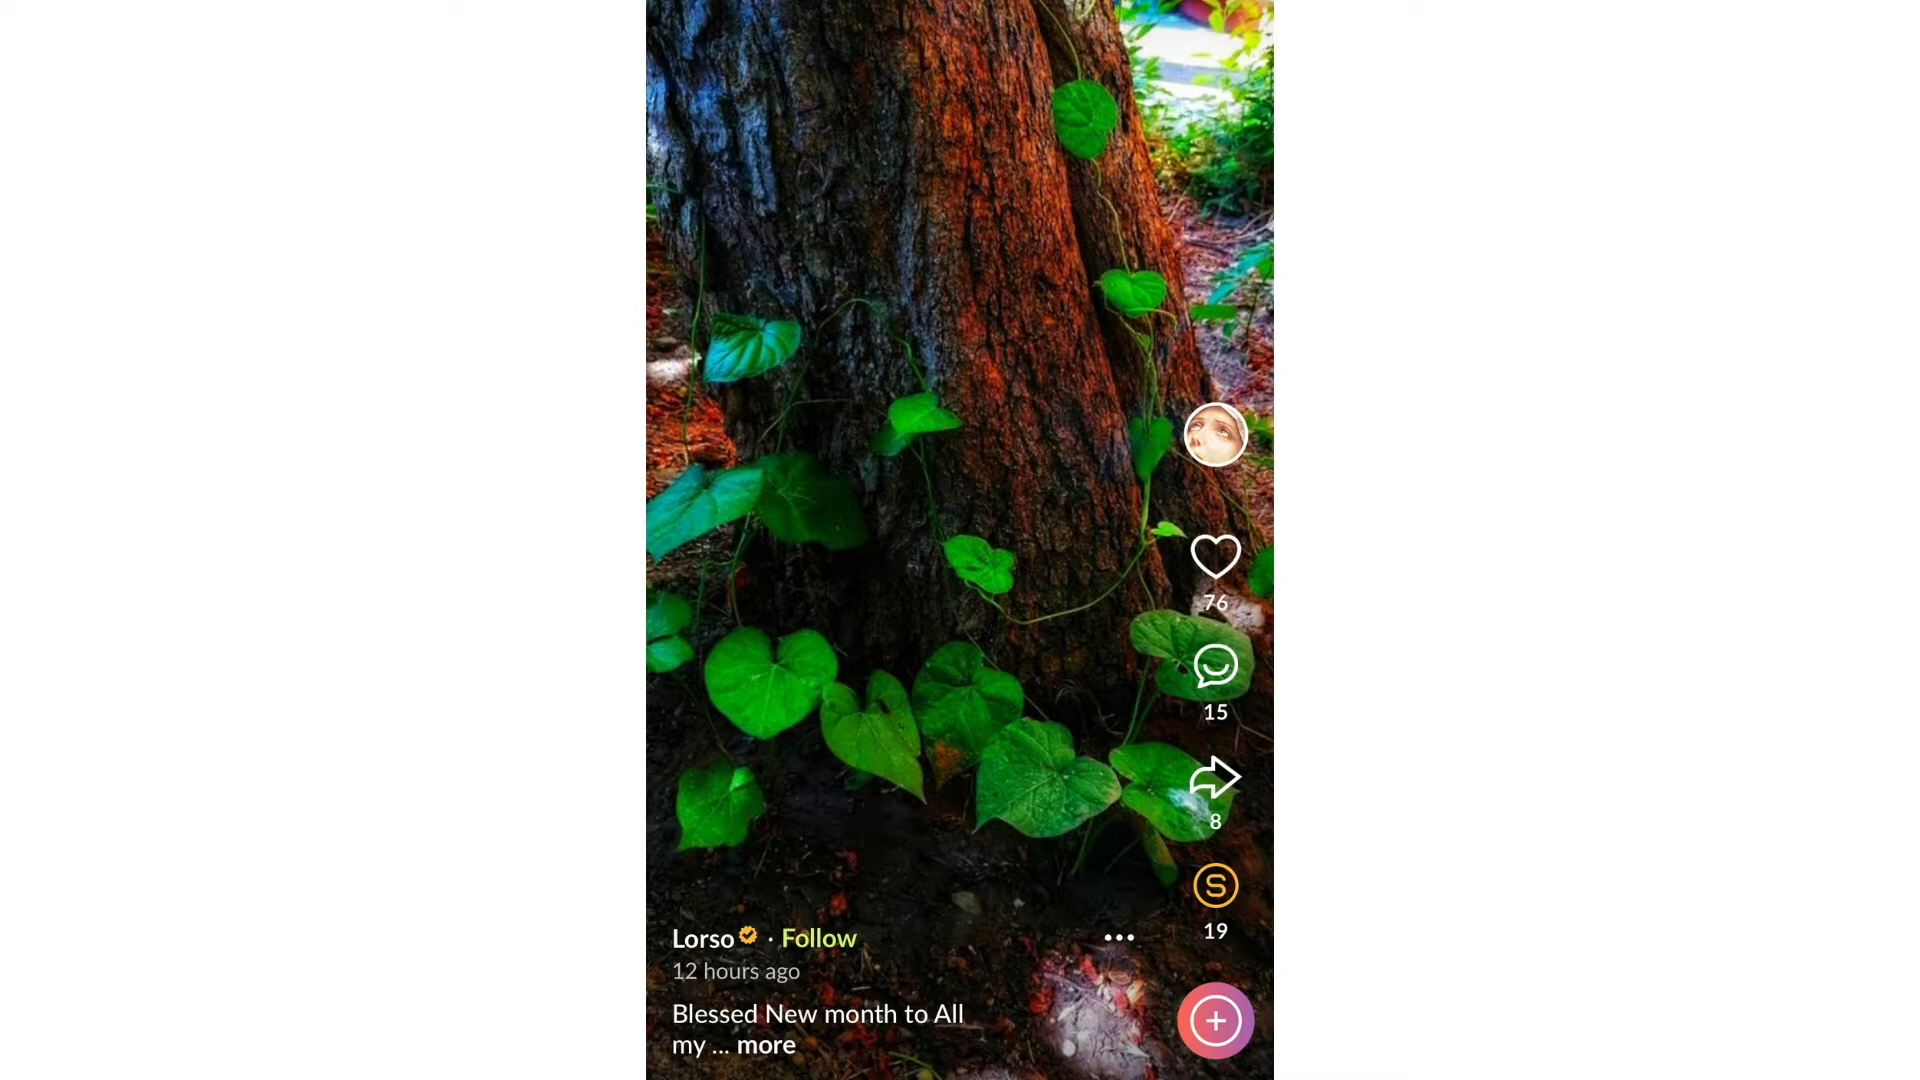 76
15
8
S
19
Lorso · Follow
12 hours ago
Blessed New month to All
my ... more